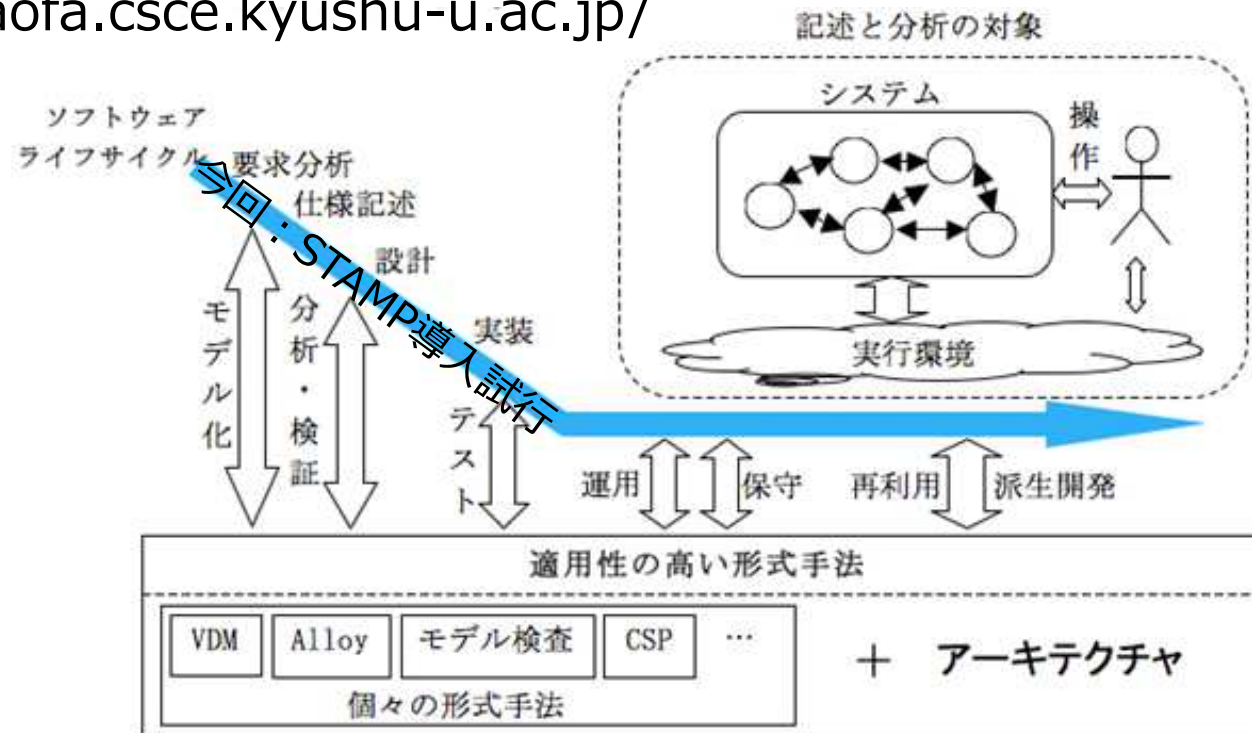 aofa.csce.kyushu-u.ac.jp/
記述と分析の対象
システム
操作
実行環境
ソフトウェア
ライフサイクル
要求分析
仕様記述
設計
実装
今回：STAMP導入試行
モデル化
分析・検証
テスト
運用
保守
再利用
派生開発
適用性の高い形式手法
VDM
Alloy
モデル検査
CSP
…
個々の形式手法
＋ アーキテクチャ